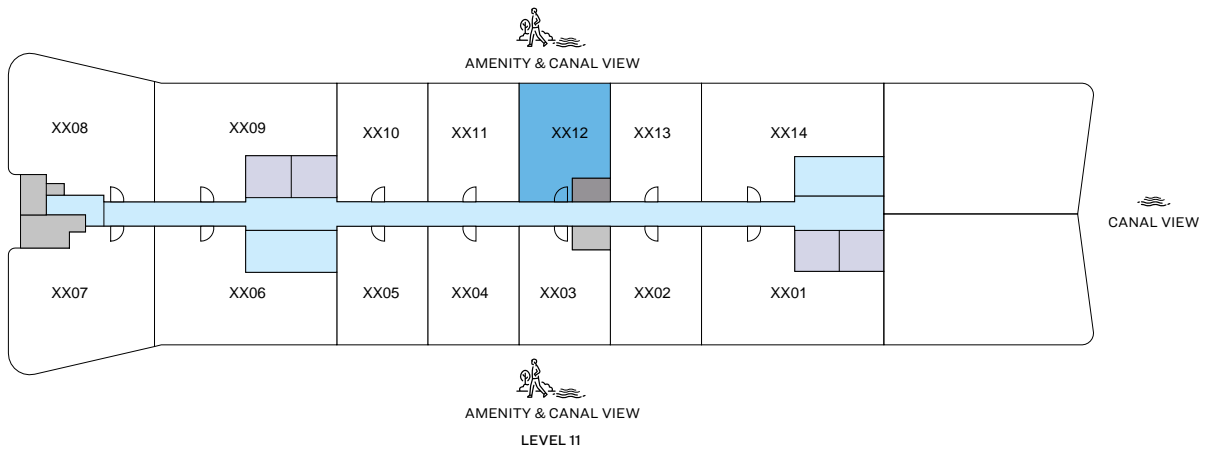 AMENITY & CANAL VIEW
XX08
XX09
XX10
XX11
XX12
XX13
XX14
CANAL VIEW
XX07
XX06
XX05
XX04
XX03
XX02
XX01
AMENITY & CANAL VIEW
LEVEL 11